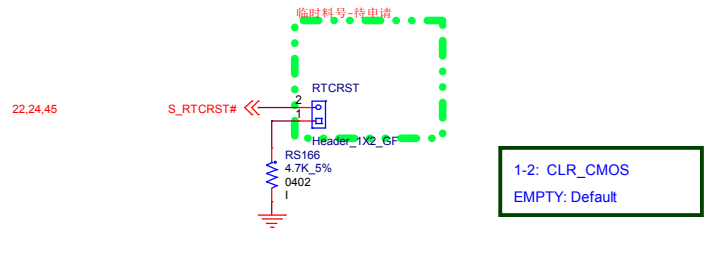 临时料号-待申请
RTCRST
22,24,45
S_RTCRST#
2
1
Header_1X2_GF
RS166
4.7K_5%
0402
I
1-2: CLR_CMOS
EMPTY: Default